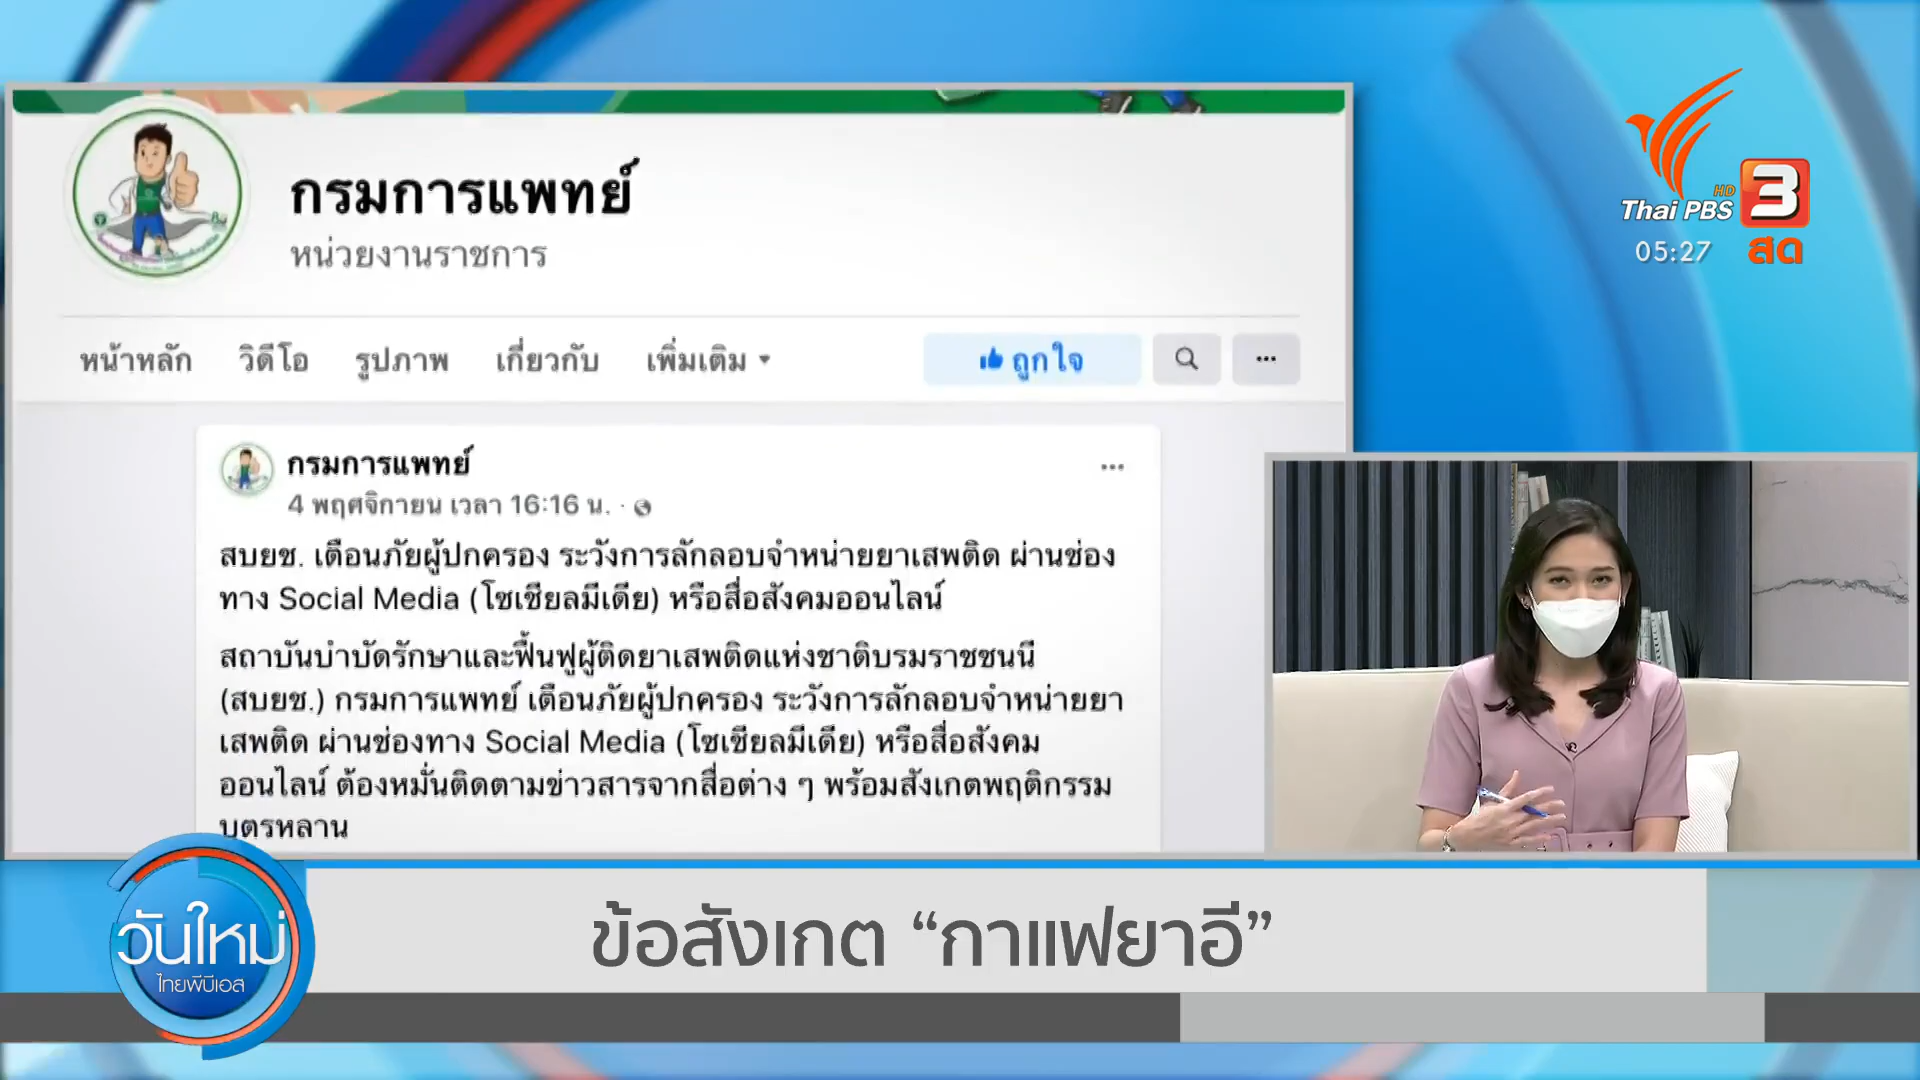 กรมการแพทย์
หน่วยงานราชการ
หน้าหลัก วิดีโอ รูปภาพ เกี่ยวกับ เพิ่มเติม ถูกใจ
กรมการแพทย์
4 พฤศจิกายน เวลา 16:16 น.
สบยช. เตือนภัยผู้ปกครอง ระวังการลักลอบจำหน่ายยาเสพติด ผ่านช่อง
ทาง Social Media (โซเชียลมีเดีย) หรือสื่อสังคมออนไลน์
สถาบันบำบัดรักษาและฟื้นฟูผู้ติดยาเสพติดแห่งชาติบรมราชชนนี
(สบยช.) กรมการแพทย์ เตือนภัยผู้ปกครอง ระวังการลักลอบจำหน่ายยา
เสพติด ผ่านช่องทาง Social Media (โซเชียลมีเดีย) หรือสื่อสังคม
ออนไลน์ ต้องหมั่นติดตามข่าวสารจากสื่อต่าง ๆ พร้อมสังเกตพฤติกรรม
บุตรหลาน
Thai PBS HD 3
05:27 สด
วันใหม่
ไทยพีบีเอส
ข้อสังเกต “กาแฟยาอี”